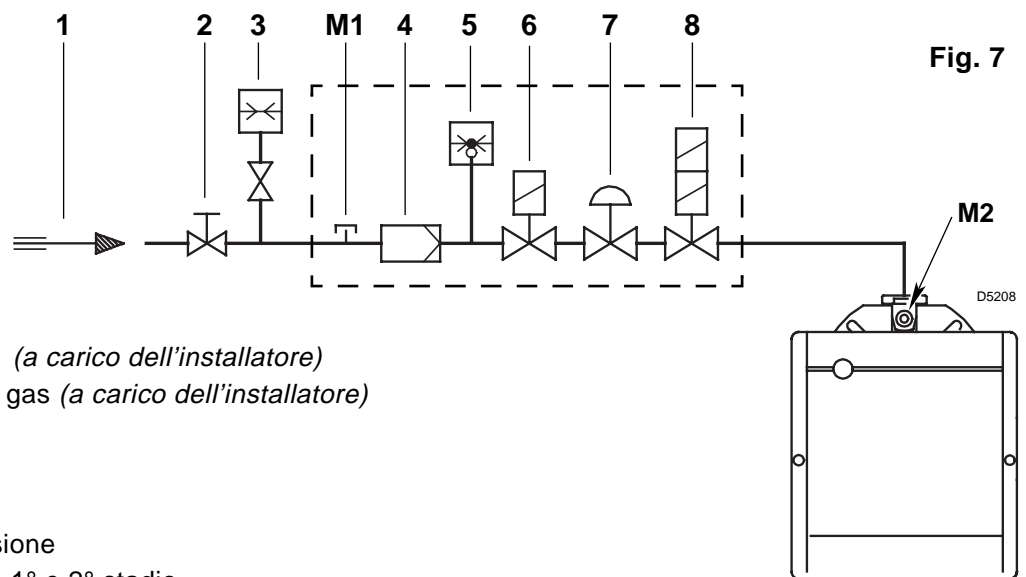 1 2 3 M1 4 5 6 7 8
Fig. 7
M2
D5208
(a carico dell'installatore)
gas (a carico dell'installatore)
sione
1° e 2° stadio